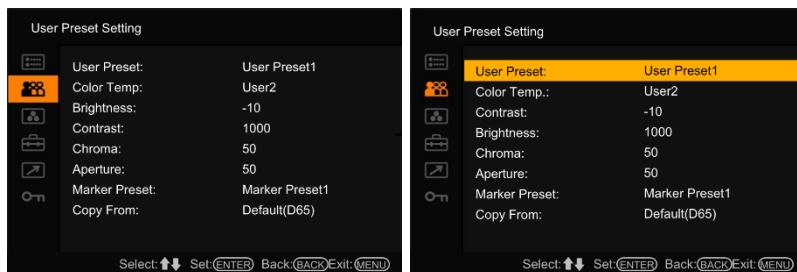 User Preset Setting
User Preset: User Preset1
Color Temp: User2
Brightness: -10
Contrast: 1000
Chroma: 50
Aperture: 50
Marker Preset: Marker Preset1
Copy From: Default(D65)
Select: Set:ENTER Back:BACK Exit:MENU
User Preset Setting
User Preset: User Preset1
Color Temp.: User2
Contrast: -10
Brightness: 1000
Chroma: 50
Aperture: 50
Marker Preset: Marker Preset1
Copy From: Default(D65)
Select: Set:ENTER Back:BACK Exit:MENU